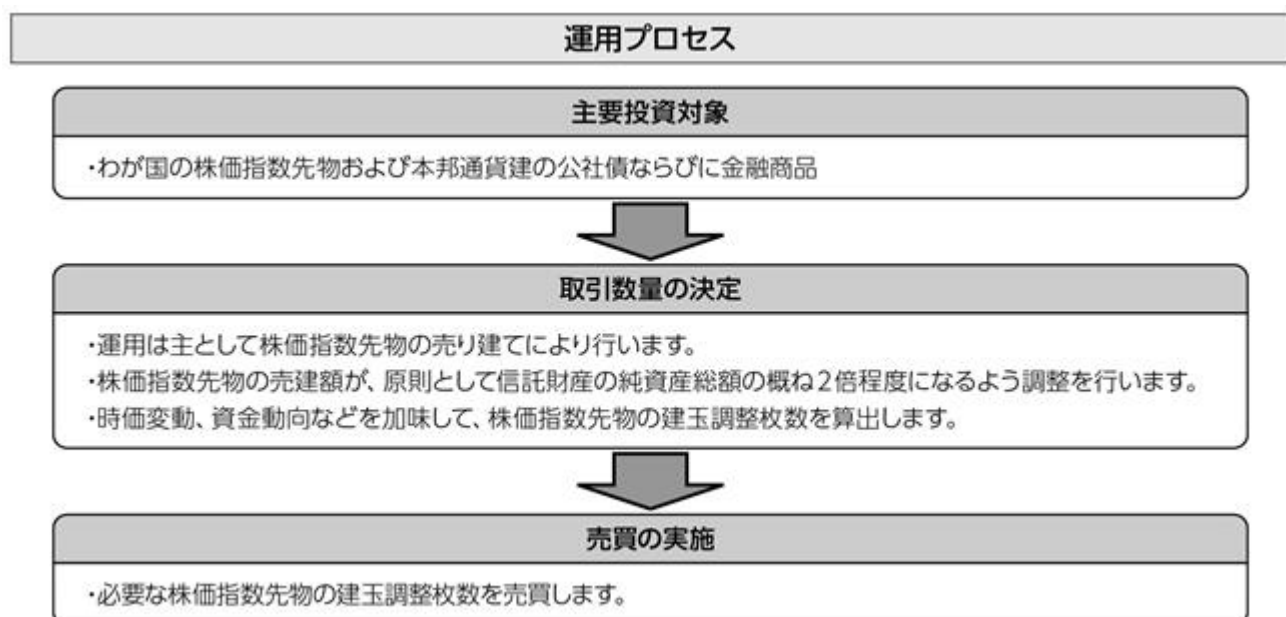 運用プロセス
主要投資対象
・わが国の株価指数先物および本邦通貨建の公社債ならびに金融商品
取引数量の決定
・運用は主として株価指数先物の売り建てにより行います。
・株価指数先物の売建額が、原則として信託財産の純資産総額の概ね2倍程度になるよう調整を行います。
・時価変動、資金動向などを加味して、株価指数先物の建玉調整枚数を算出します。
売買の実施
・必要な株価指数先物の建玉調整枚数を売買します。